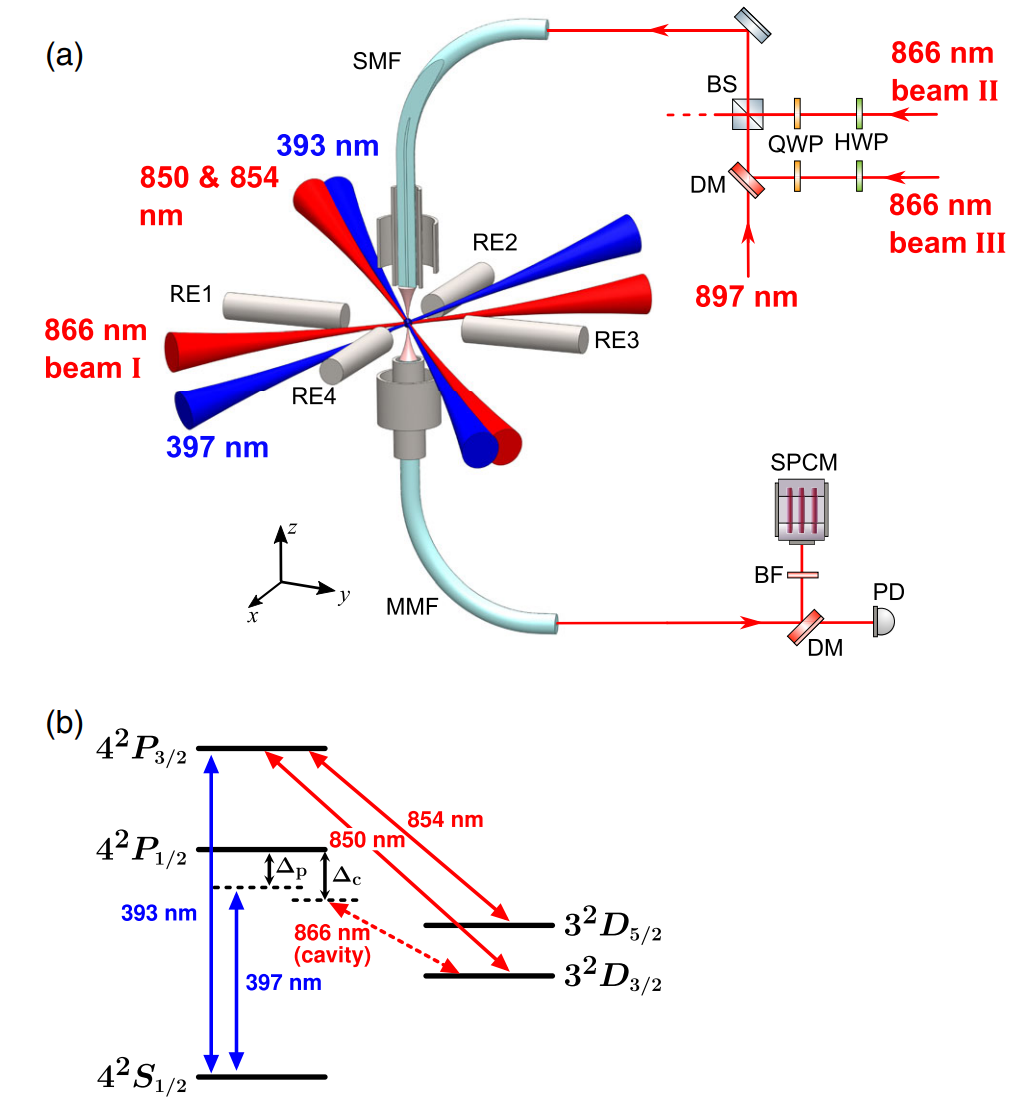 (a)
SMF
393 nm
850 & 854
nm
RE1
RE2
866 nm
beam I
RE3
RE4
397 nm
BS
866 nm
beam II
QWP
HWP
DM
866 nm
beam III
897 nm
z
y
x
MMF
SPCM
BF
PD
DM
(b)
4²P₃/₂
854 nm
850 nm
4²P₁/₂
Δp
Δc
393 nm
866 nm
(cavity)
3²D₅/₂
397 nm
3²D₃/₂
4²S₁/₂